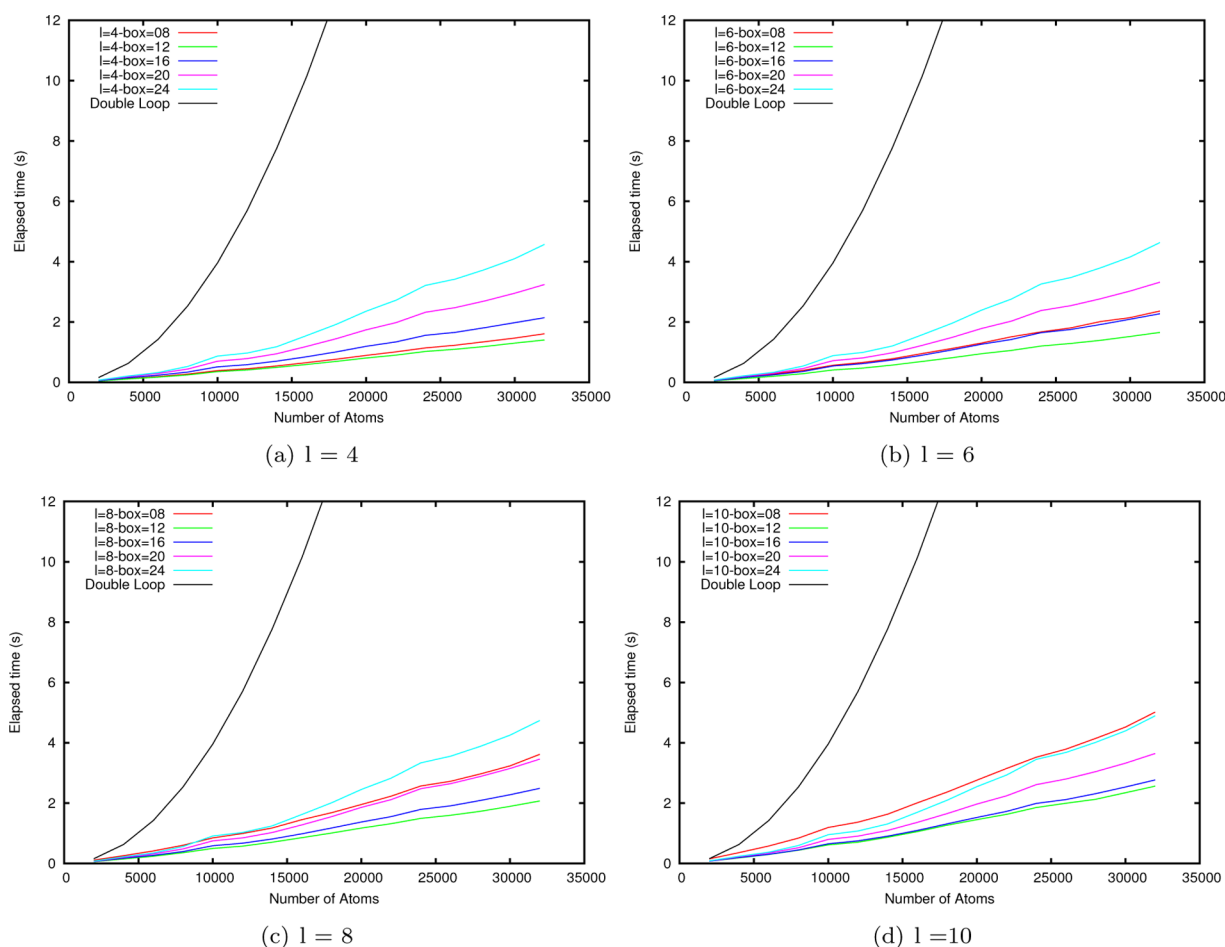 12
10
8
6
4
2
0
0
5000
10000
15000
20000
25000
30000
35000
Elapsed time (s)
Number of Atoms
l=4-box=08
l=4-box=12
l=4-box=16
l=4-box=20
l=4-box=24
Double Loop
(a) l = 4
12
10
8
6
4
2
0
0
5000
10000
15000
20000
25000
30000
35000
Elapsed time (s)
Number of Atoms
l=6-box=08
l=6-box=12
l=6-box=16
l=6-box=20
l=6-box=24
Double Loop
(b) l = 6
12
10
8
6
4
2
0
0
5000
10000
15000
20000
25000
30000
35000
Elapsed time (s)
Number of Atoms
l=8-box=08
l=8-box=12
l=8-box=16
l=8-box=20
l=8-box=24
Double Loop
(c) l = 8
12
10
8
6
4
2
0
0
5000
10000
15000
20000
25000
30000
35000
Elapsed time (s)
Number of Atoms
l=10-box=08
l=10-box=12
l=10-box=16
l=10-box=20
l=10-box=24
Double Loop
(d) l =10